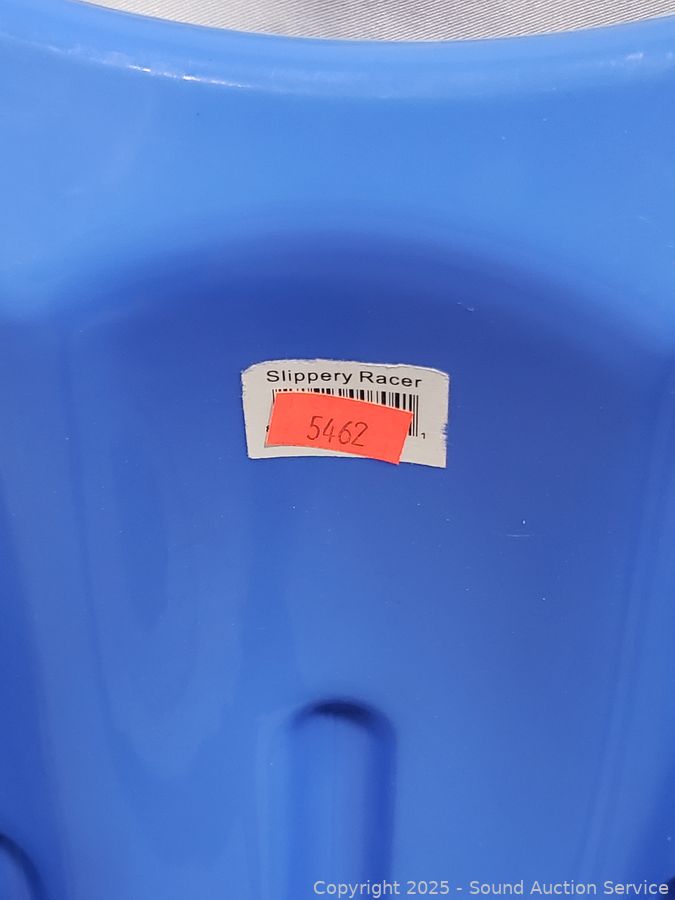 Slippery Racer
5462
1
Copyright 2025 - Sound Auction Service